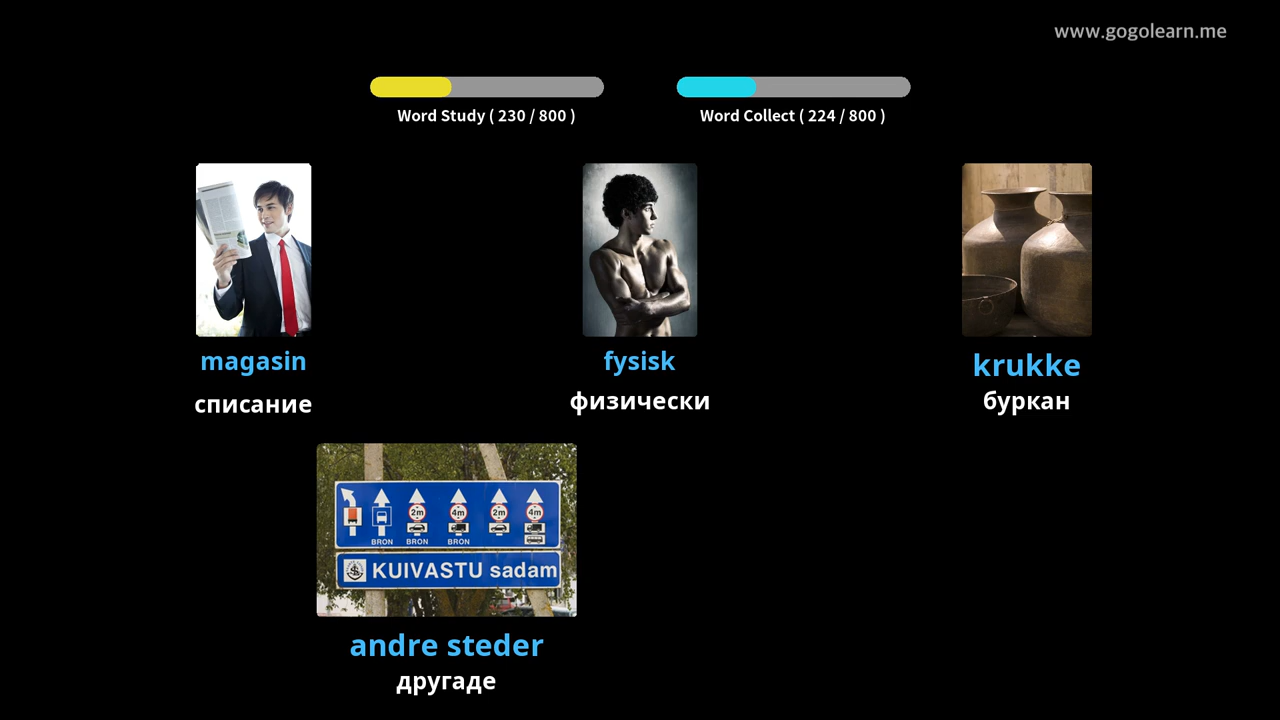 www.gogolearn.me
Word Study ( 230 / 800 )
Word Collect ( 224 / 800 )
magasin
списание
fysisk
физически
krukke
буркан
2m
4m
2m
4m
BRON
BRON
BRON
KUIVASTU sadam
andre steder
другаде